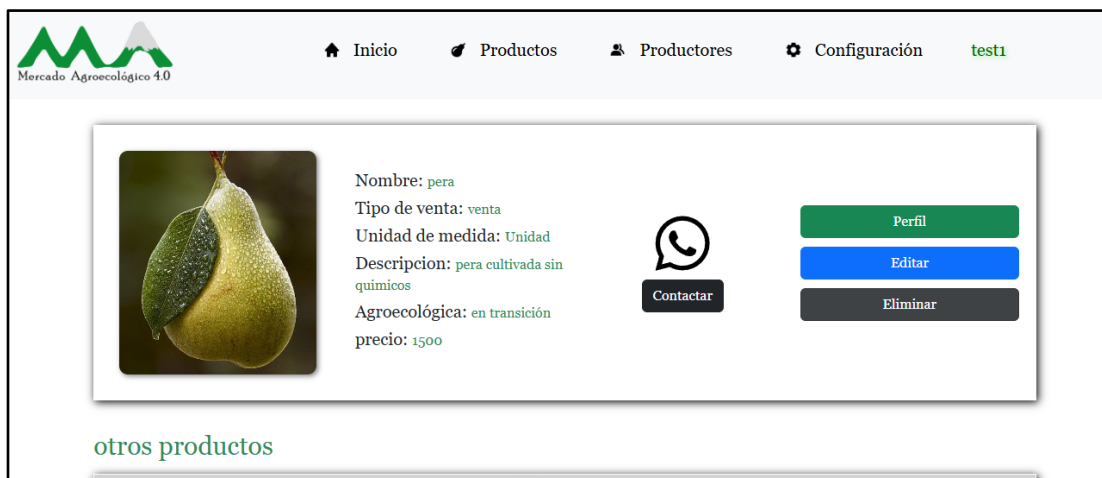 Mercado Agroecológico 4.0
Inicio
Productos
Productores
Configuración
test1
Nombre: pera
Tipo de venta: venta
Unidad de medida: Unidad
Descripcion: pera cultivada sin
quimicos
Agroecológica: en transición
precio: 1500
Contactar
Perfil
Editar
Eliminar
otros productos